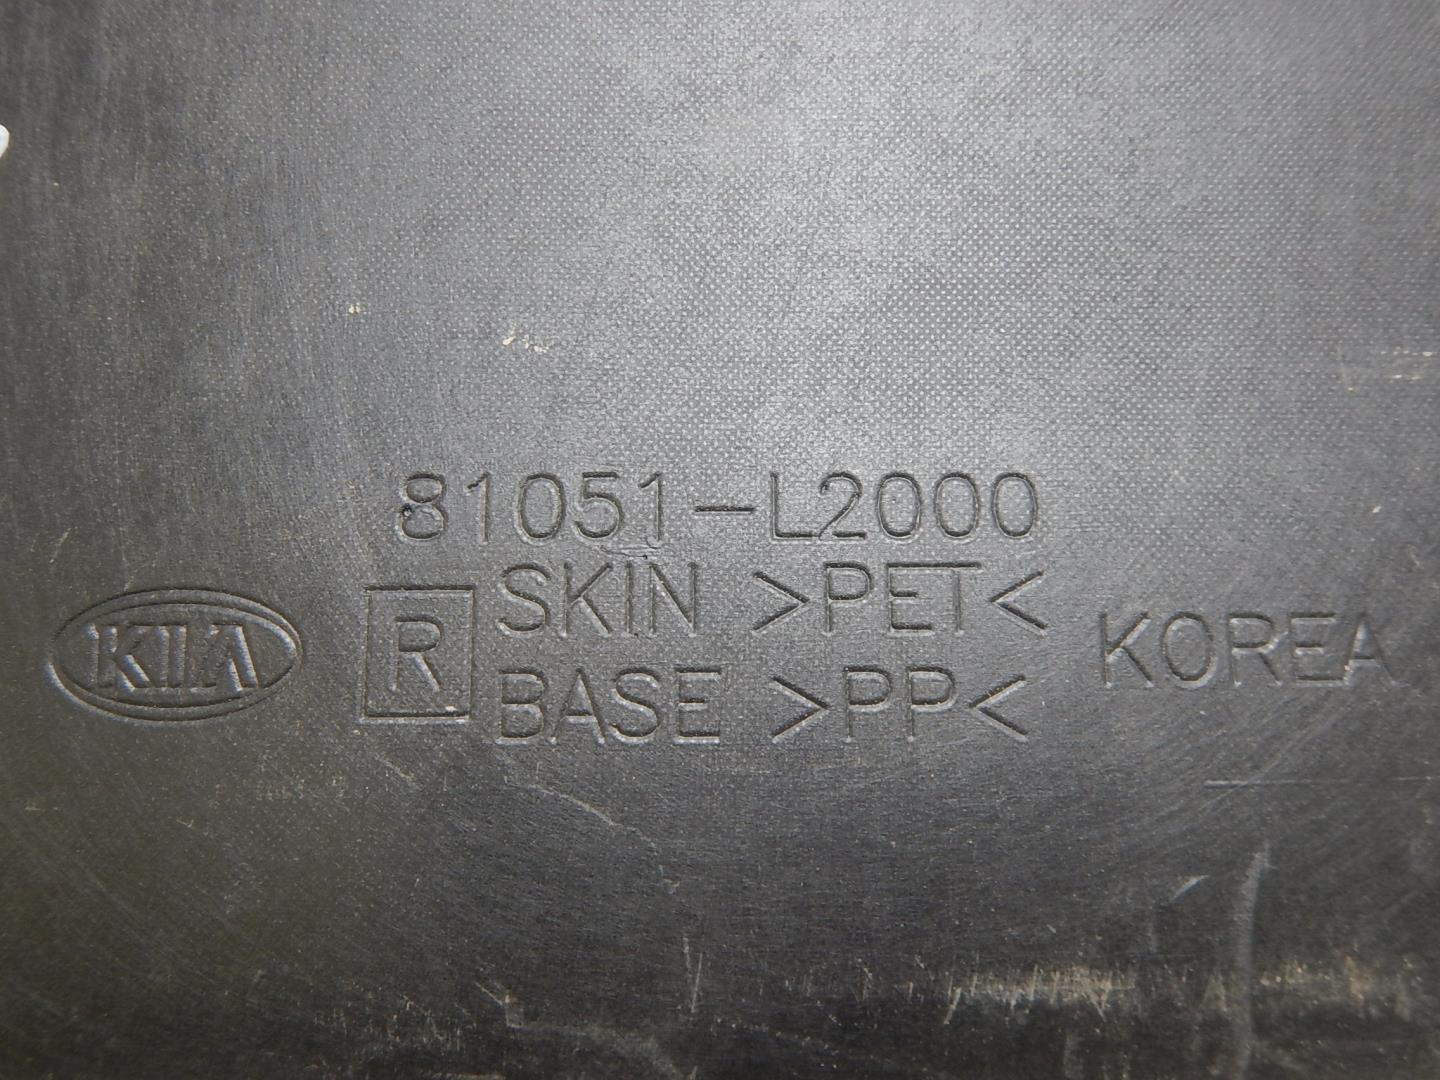 81051-L2000
SKIN >PET<
KIA R KOREA
BASE >PP<